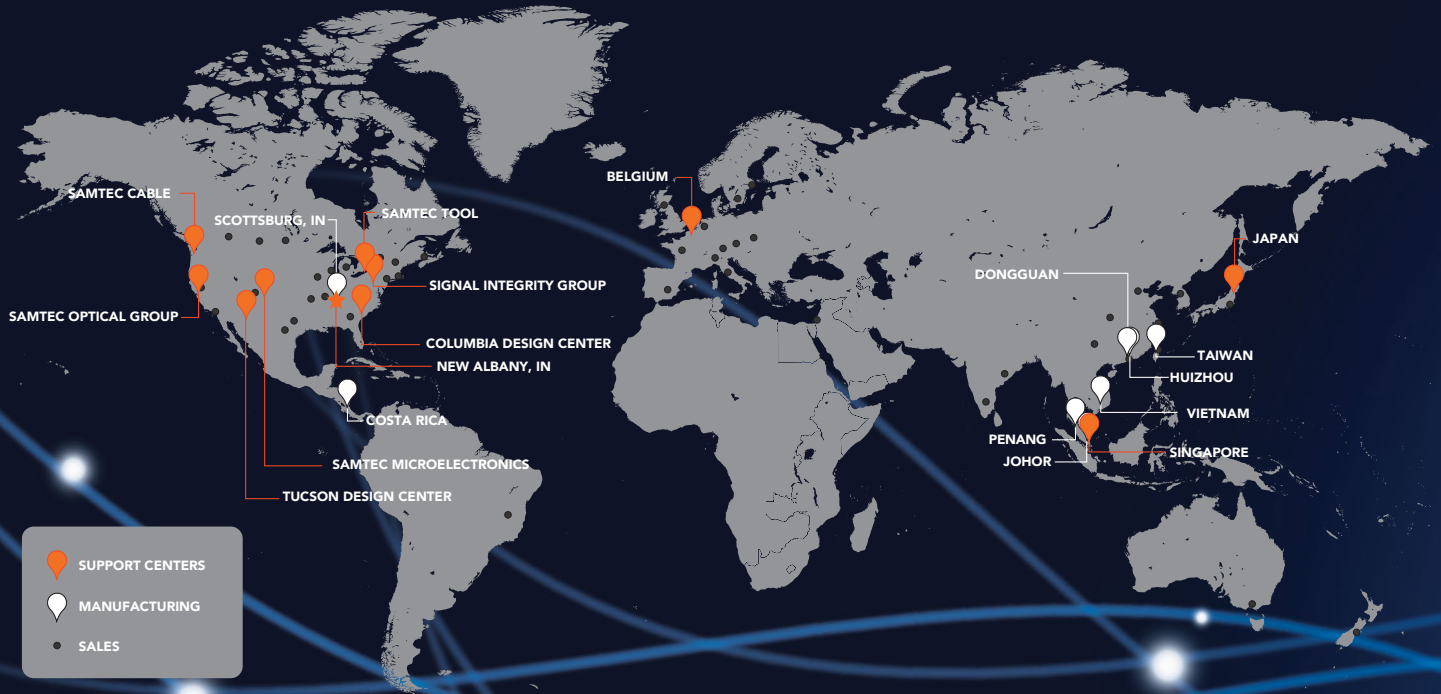 BELGIUM
SAMTEC CABLE
SCOTTSBURG, IN
SAMTEC TOOL
JAPAN
DONGGUAN
SIGNAL INTEGRITY GROUP
SAMTEC OPTICAL GROUP
COLUMBIA DESIGN CENTER
TAIWAN
NEW ALBANY, IN
HUIZHOU
COSTA RICA
VIETNAM
PENANG
SINGAPORE
JOHOR
SAMTEC MICROELECTRONICS
TUCSON DESIGN CENTER
SUPPORT CENTERS
MANUFACTURING
SALES